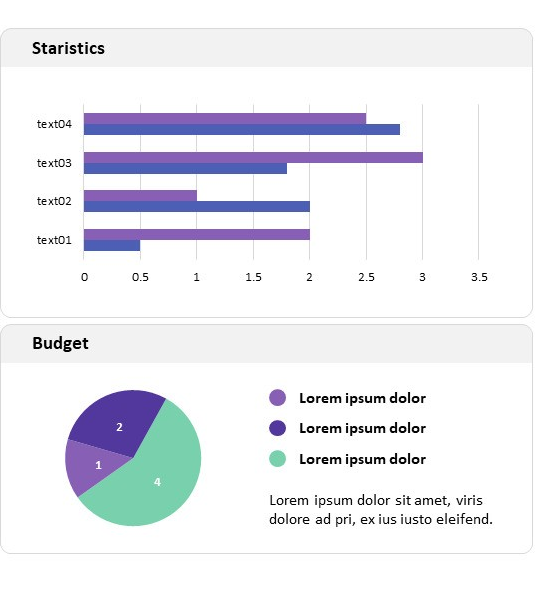 Staristics
text04
text03
text02
text01
0 0.5 1 1.5 2 2.5 3 3.5
Budget
2
1
4
Lorem ipsum dolor
Lorem ipsum dolor
Lorem ipsum dolor
Lorem ipsum dolor sit amet, viris
dolore ad pri, ex ius iusto eleifend.